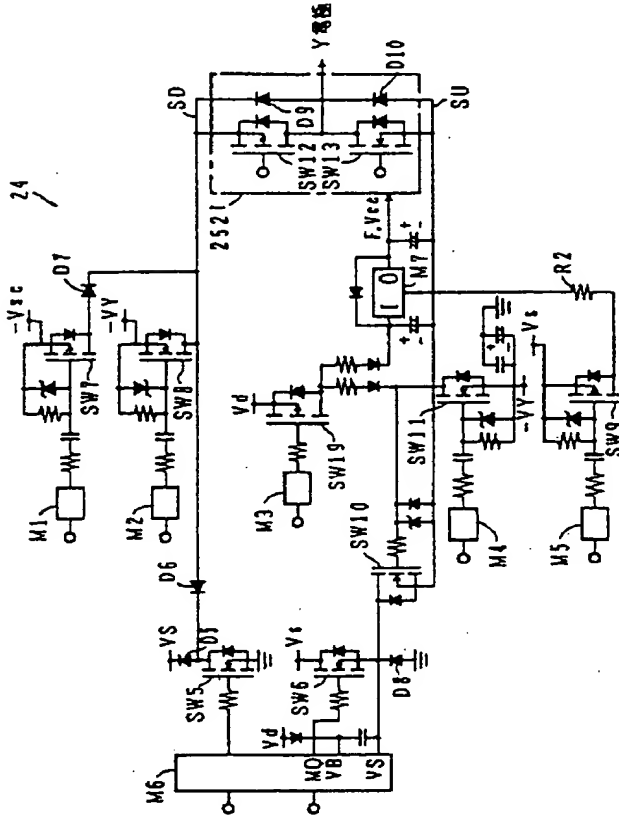 24
-Vsc
D7
SD
2521
M1
SW7
-VY
M2
SW8
D6
D9
SW12
SW13
Y電極
D10
SU
VS
D5
SW5
Vd
M3
SW19
F.Vcc
I
O
M7
R2
M6
Vd
MO
VB
VS
Vs
SW6
D8
SW10
SW11
-VY
M4
Vs
M5
SW9